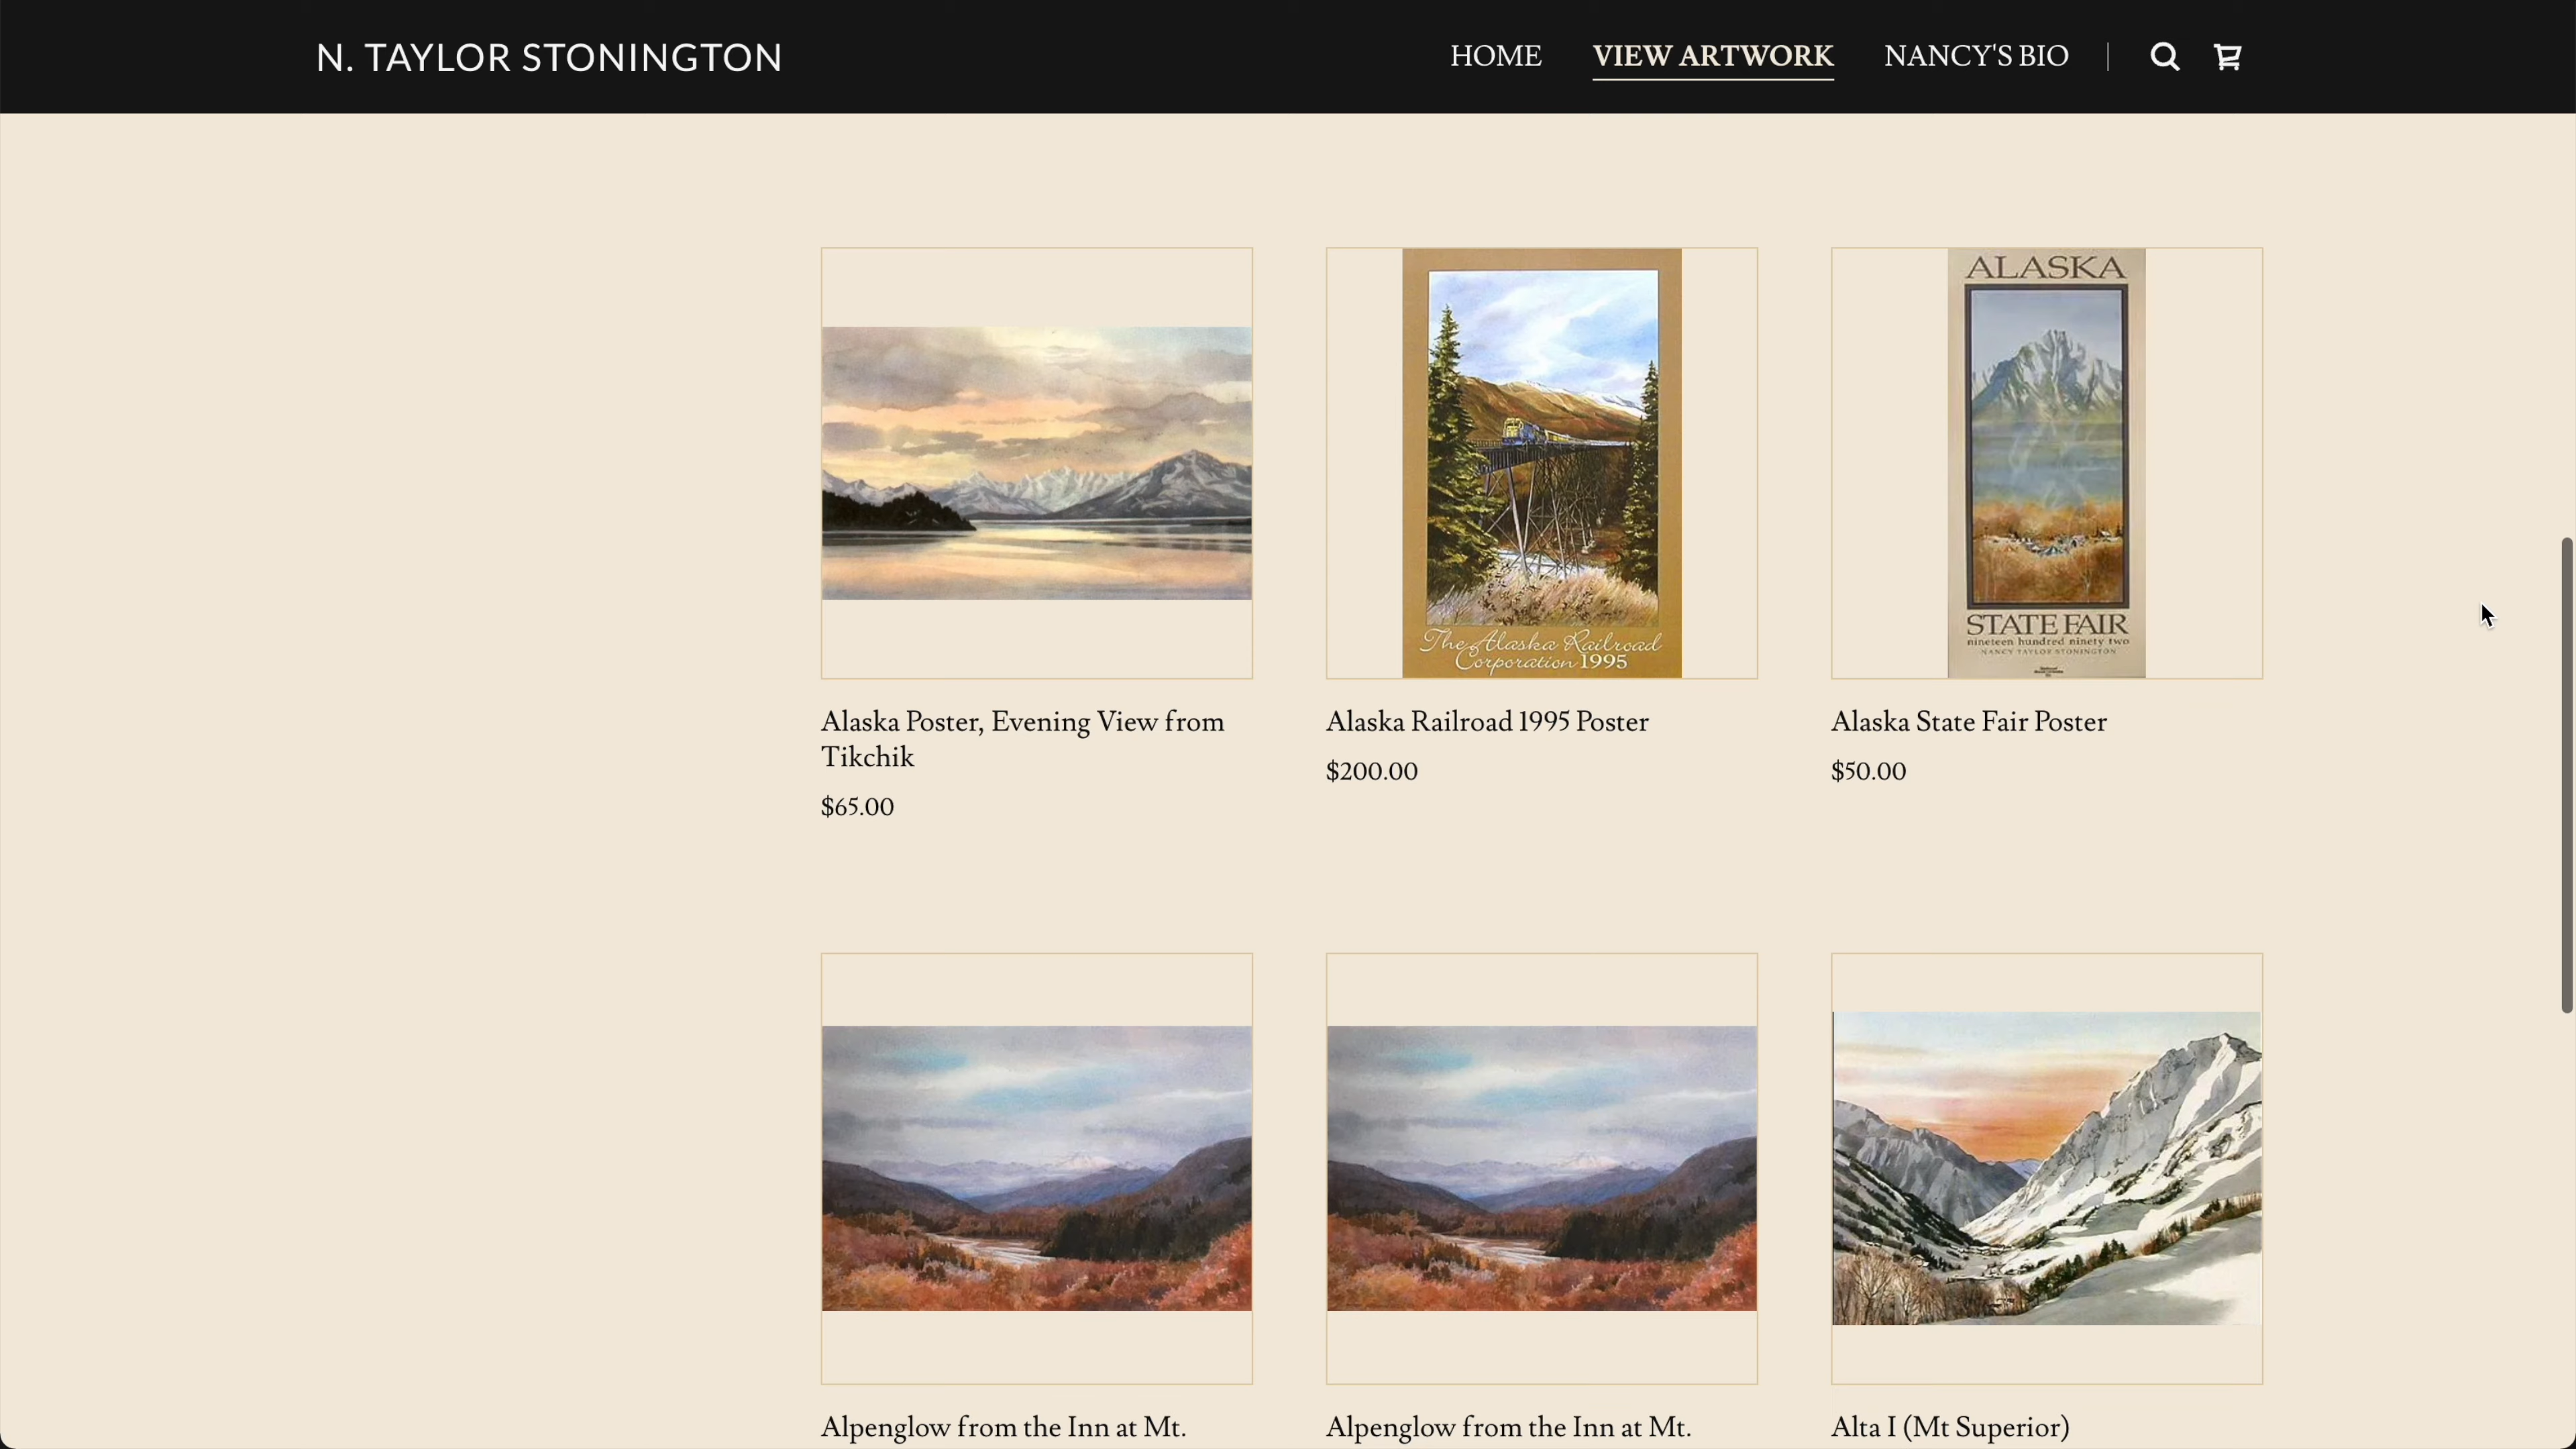 N. TAYLOR STONINGTON
HOME VIEW ARTWORK NANCY'S BIO
The Alaska Railroad
Corporation 1995
ALASKA
STATE FAIR
nineteen hundred ninety two
NANCY TAYLOR STONINGTON
Alaska Poster, Evening View from
Tikchik
$65.00
Alaska Railroad 1995 Poster
$200.00
Alaska State Fair Poster
$50.00
Alpenglow from the Inn at Mt.
Alpenglow from the Inn at Mt.
Alta I (Mt Superior)